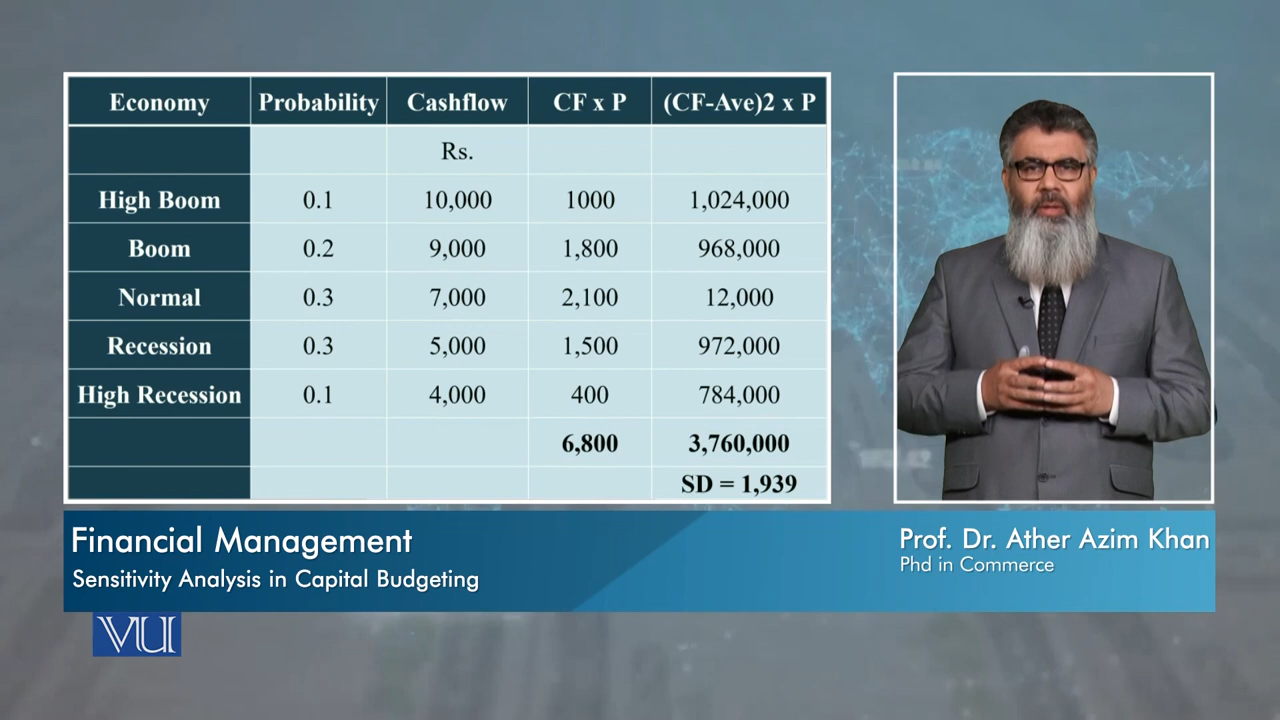 Economy Probability Cashflow CF x P (CF-Ave)2 x P
Rs.
High Boom 0.1 10,000 1000 1,024,000
Boom 0.2 9,000 1,800 968,000
Normal 0.3 7,000 2,100 12,000
Recession 0.3 5,000 1,500 972,000
High Recession 0.1 4,000 400 784,000
6,800 3,760,000
SD = 1,939
Financial Management
Sensitivity Analysis in Capital Budgeting
Prof. Dr. Ather Azim Khan
Phd in Commerce
VU